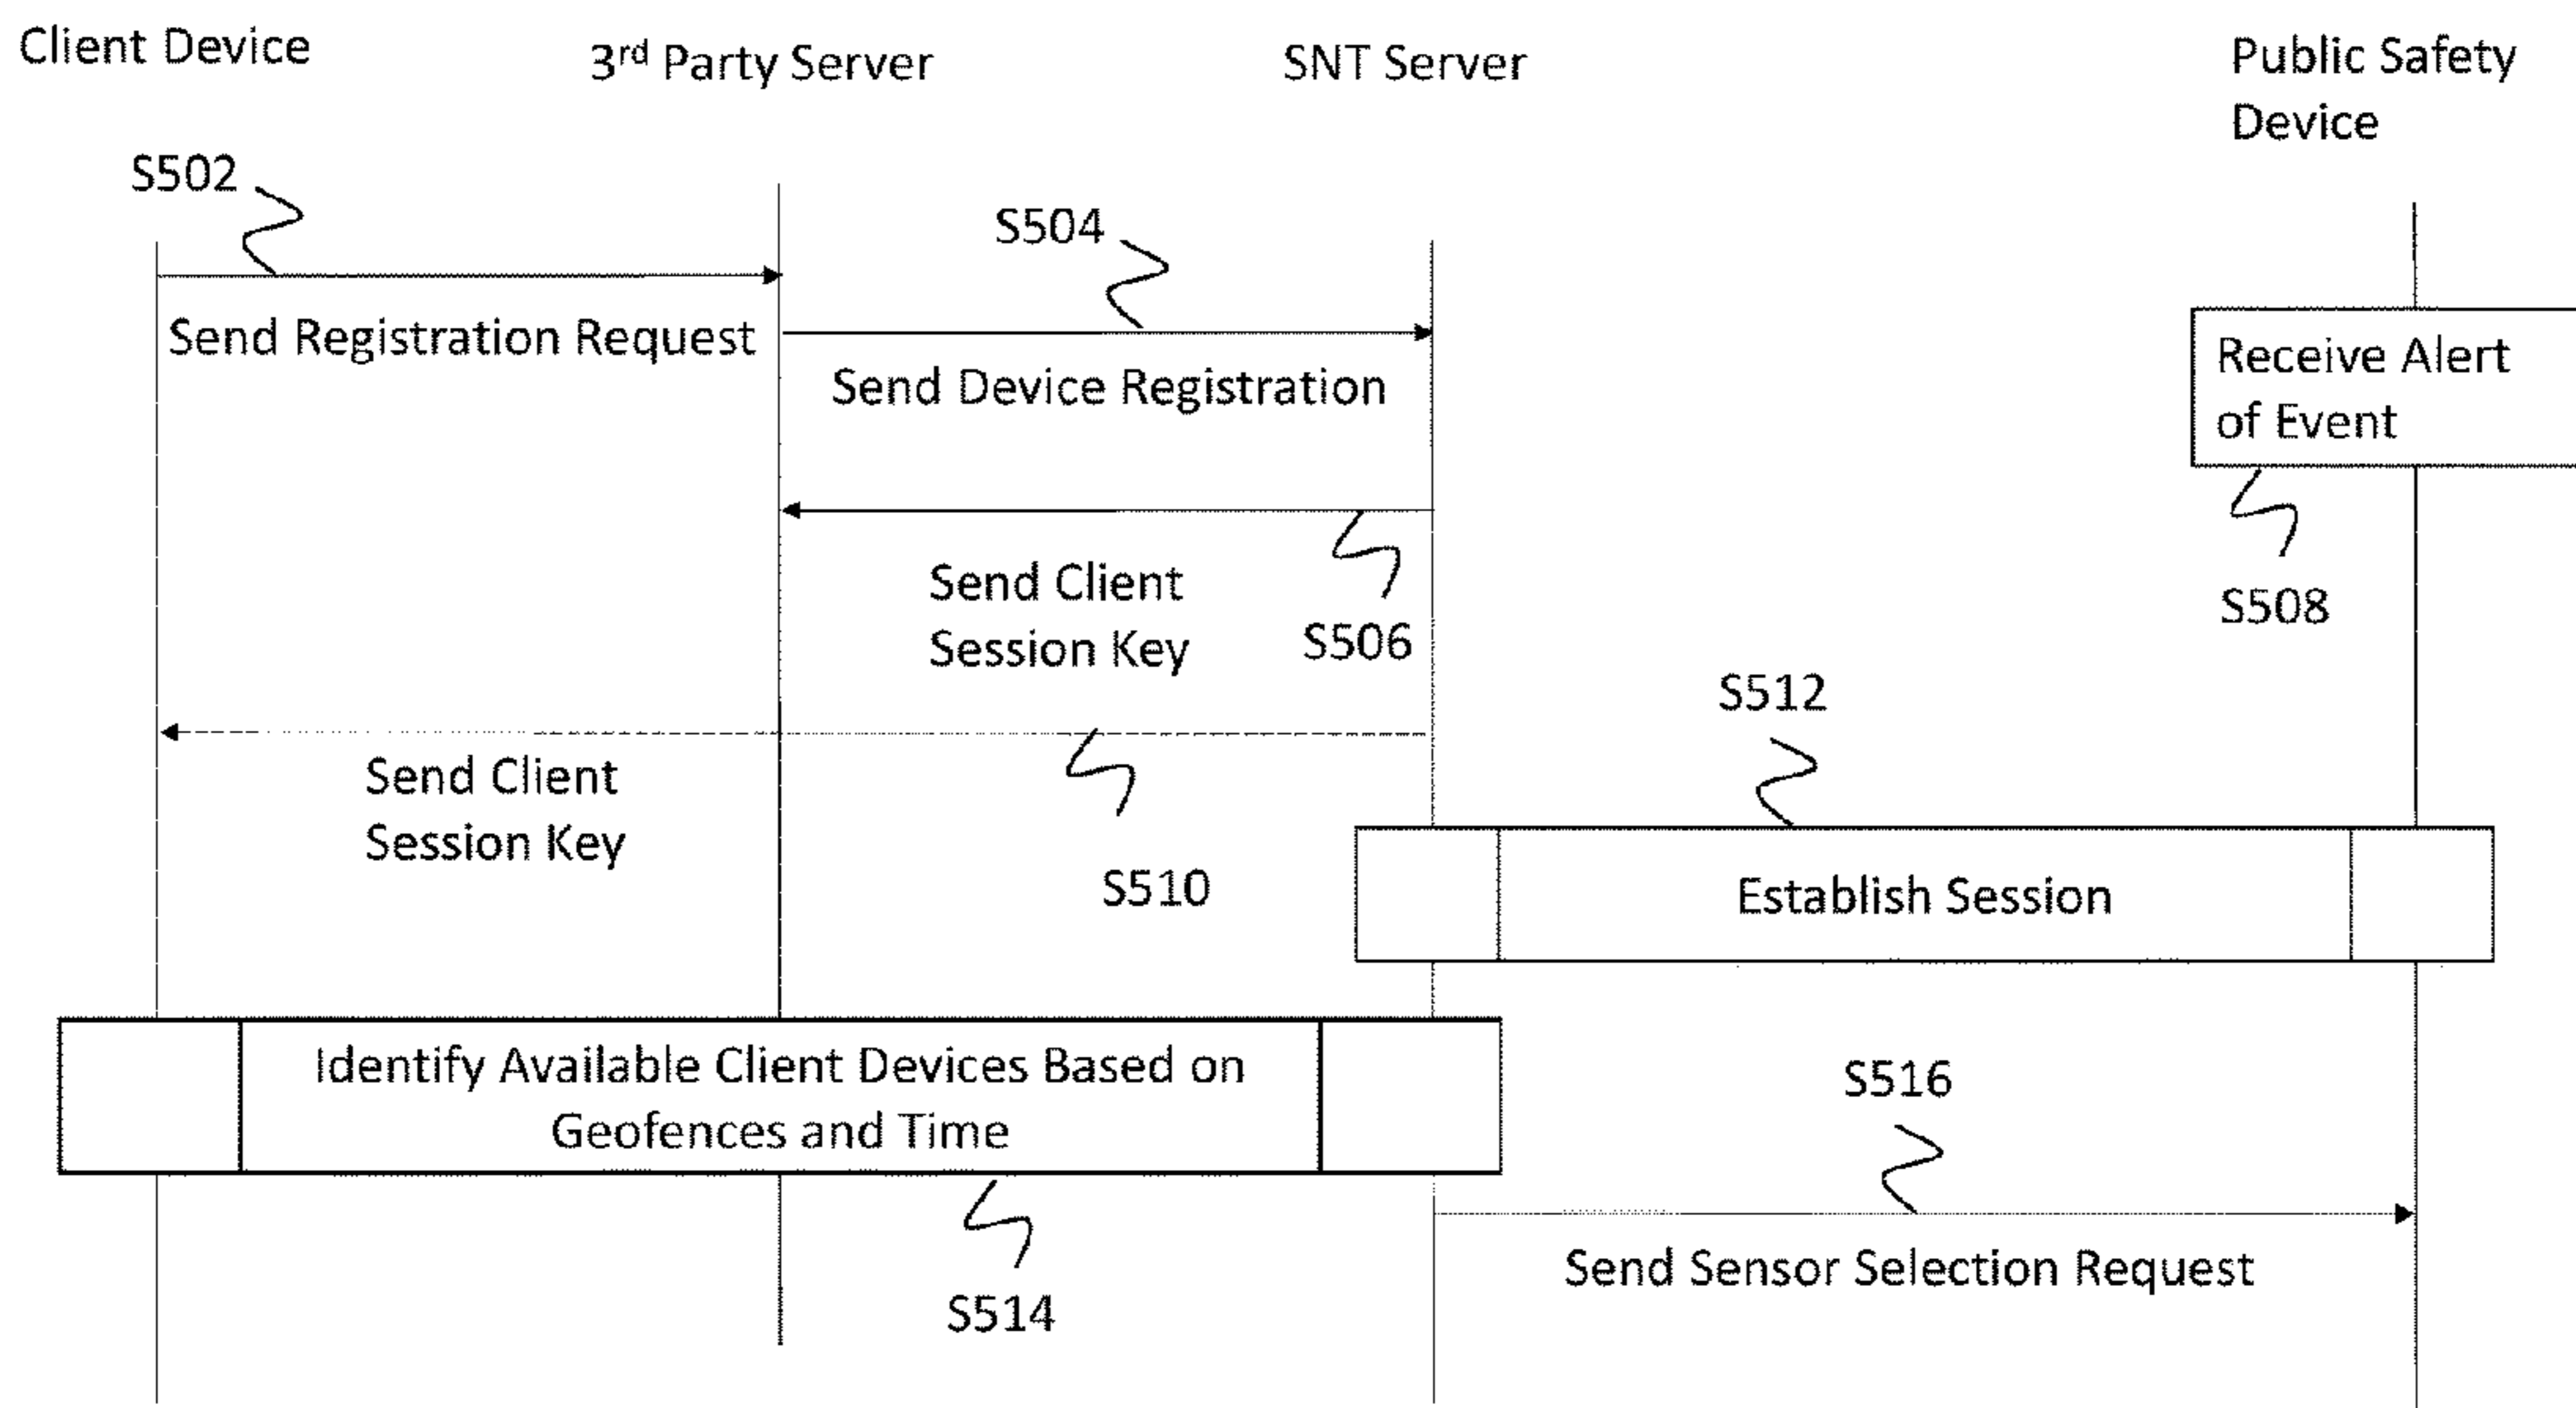 Client Device
3rd Party Server
SNT Server
Public Safety
Device
S502
S504
Send Registration Request
Send Device Registration
Receive Alert
of Event
Send Client
Session Key
S506
S508
S512
Send Client
Session Key
S510
Establish Session
Identify Available Client Devices Based on
Geofences and Time
S516
Send Sensor Selection Request
S514